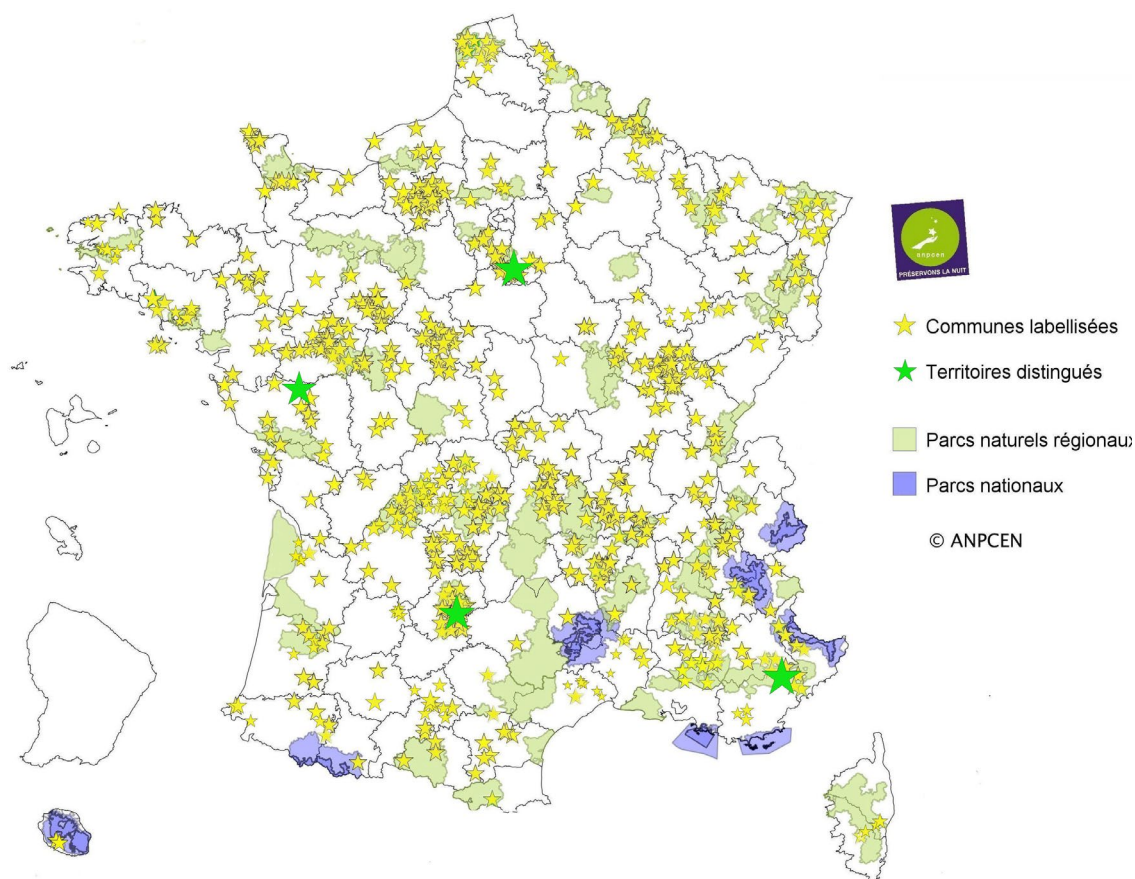 anpcen
PRÉSERVONS LA NUIT
Communes labellisées
Territoires distingués
Parcs naturels régionaux
Parcs nationaux
© ANPCEN